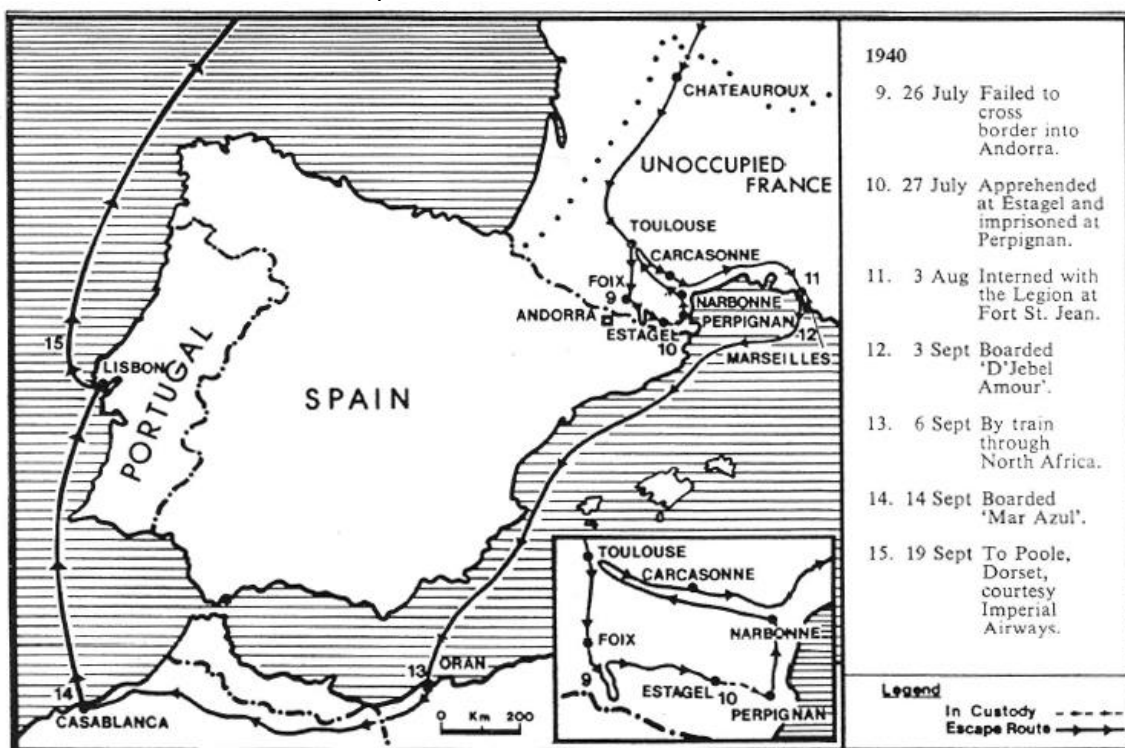 CHATEAUROUX
UNOCCUPIED
FRANCE
TOULOUSE
CARCASONNE
11
FOIX
9
NARBONNE
ANDORRA
PERPIGNAN
ESTAGEL
10
12
MARSEILLES
15
LISBON
PORTUGAL
SPAIN
13
ORAN
14
CASABLANCA
0 Km 200
TOULOUSE
CARCASONNE
NARBONNE
FOIX
9
ESTAGEL
10
PERPIGNAN
1940
9. 26 July Failed to
cross
border into
Andorra.
10. 27 July Apprehended
at Estagel and
imprisoned at
Perpignan.
11. 3 Aug Interned with
the Legion at
Fort St. Jean.
12. 3 Sept Boarded
'D'Jebel
Amour'.
13. 6 Sept By train
through
North Africa.
14. 14 Sept Boarded
'Mar Azul'.
15. 19 Sept To Poole,
Dorset,
courtesy
Imperial
Airways.
Legend
In Custody
Escape Route